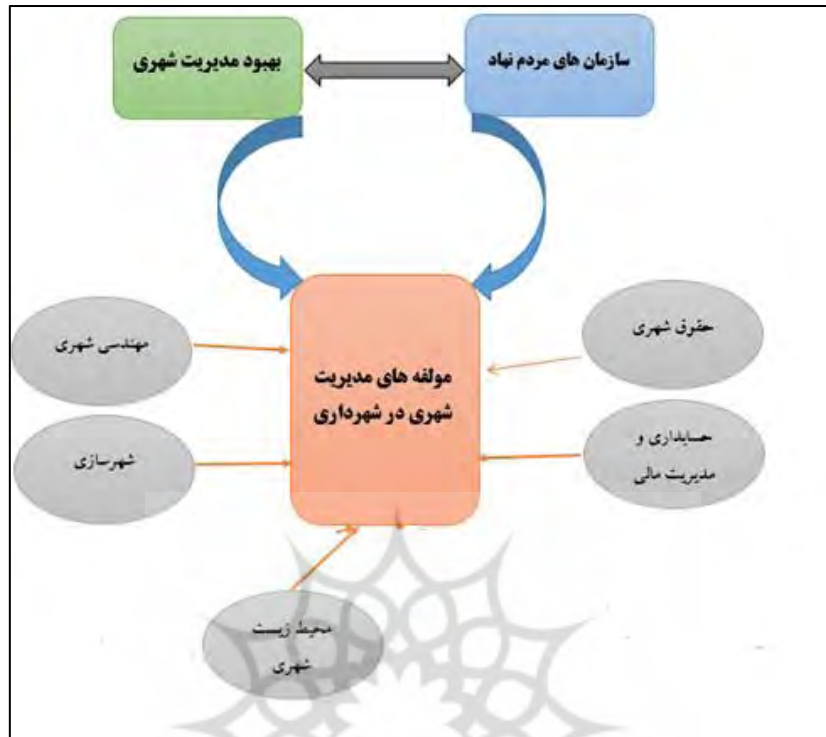 سازمان های مردم نهاد
بهبود مدیریت شهری
حقوق شهری
مهندسی شهری
مولفه های مدیریت
شهری در شهرداری
حسابداری و
مدیریت مالی
شهرسازی
محیط زیست
شهری